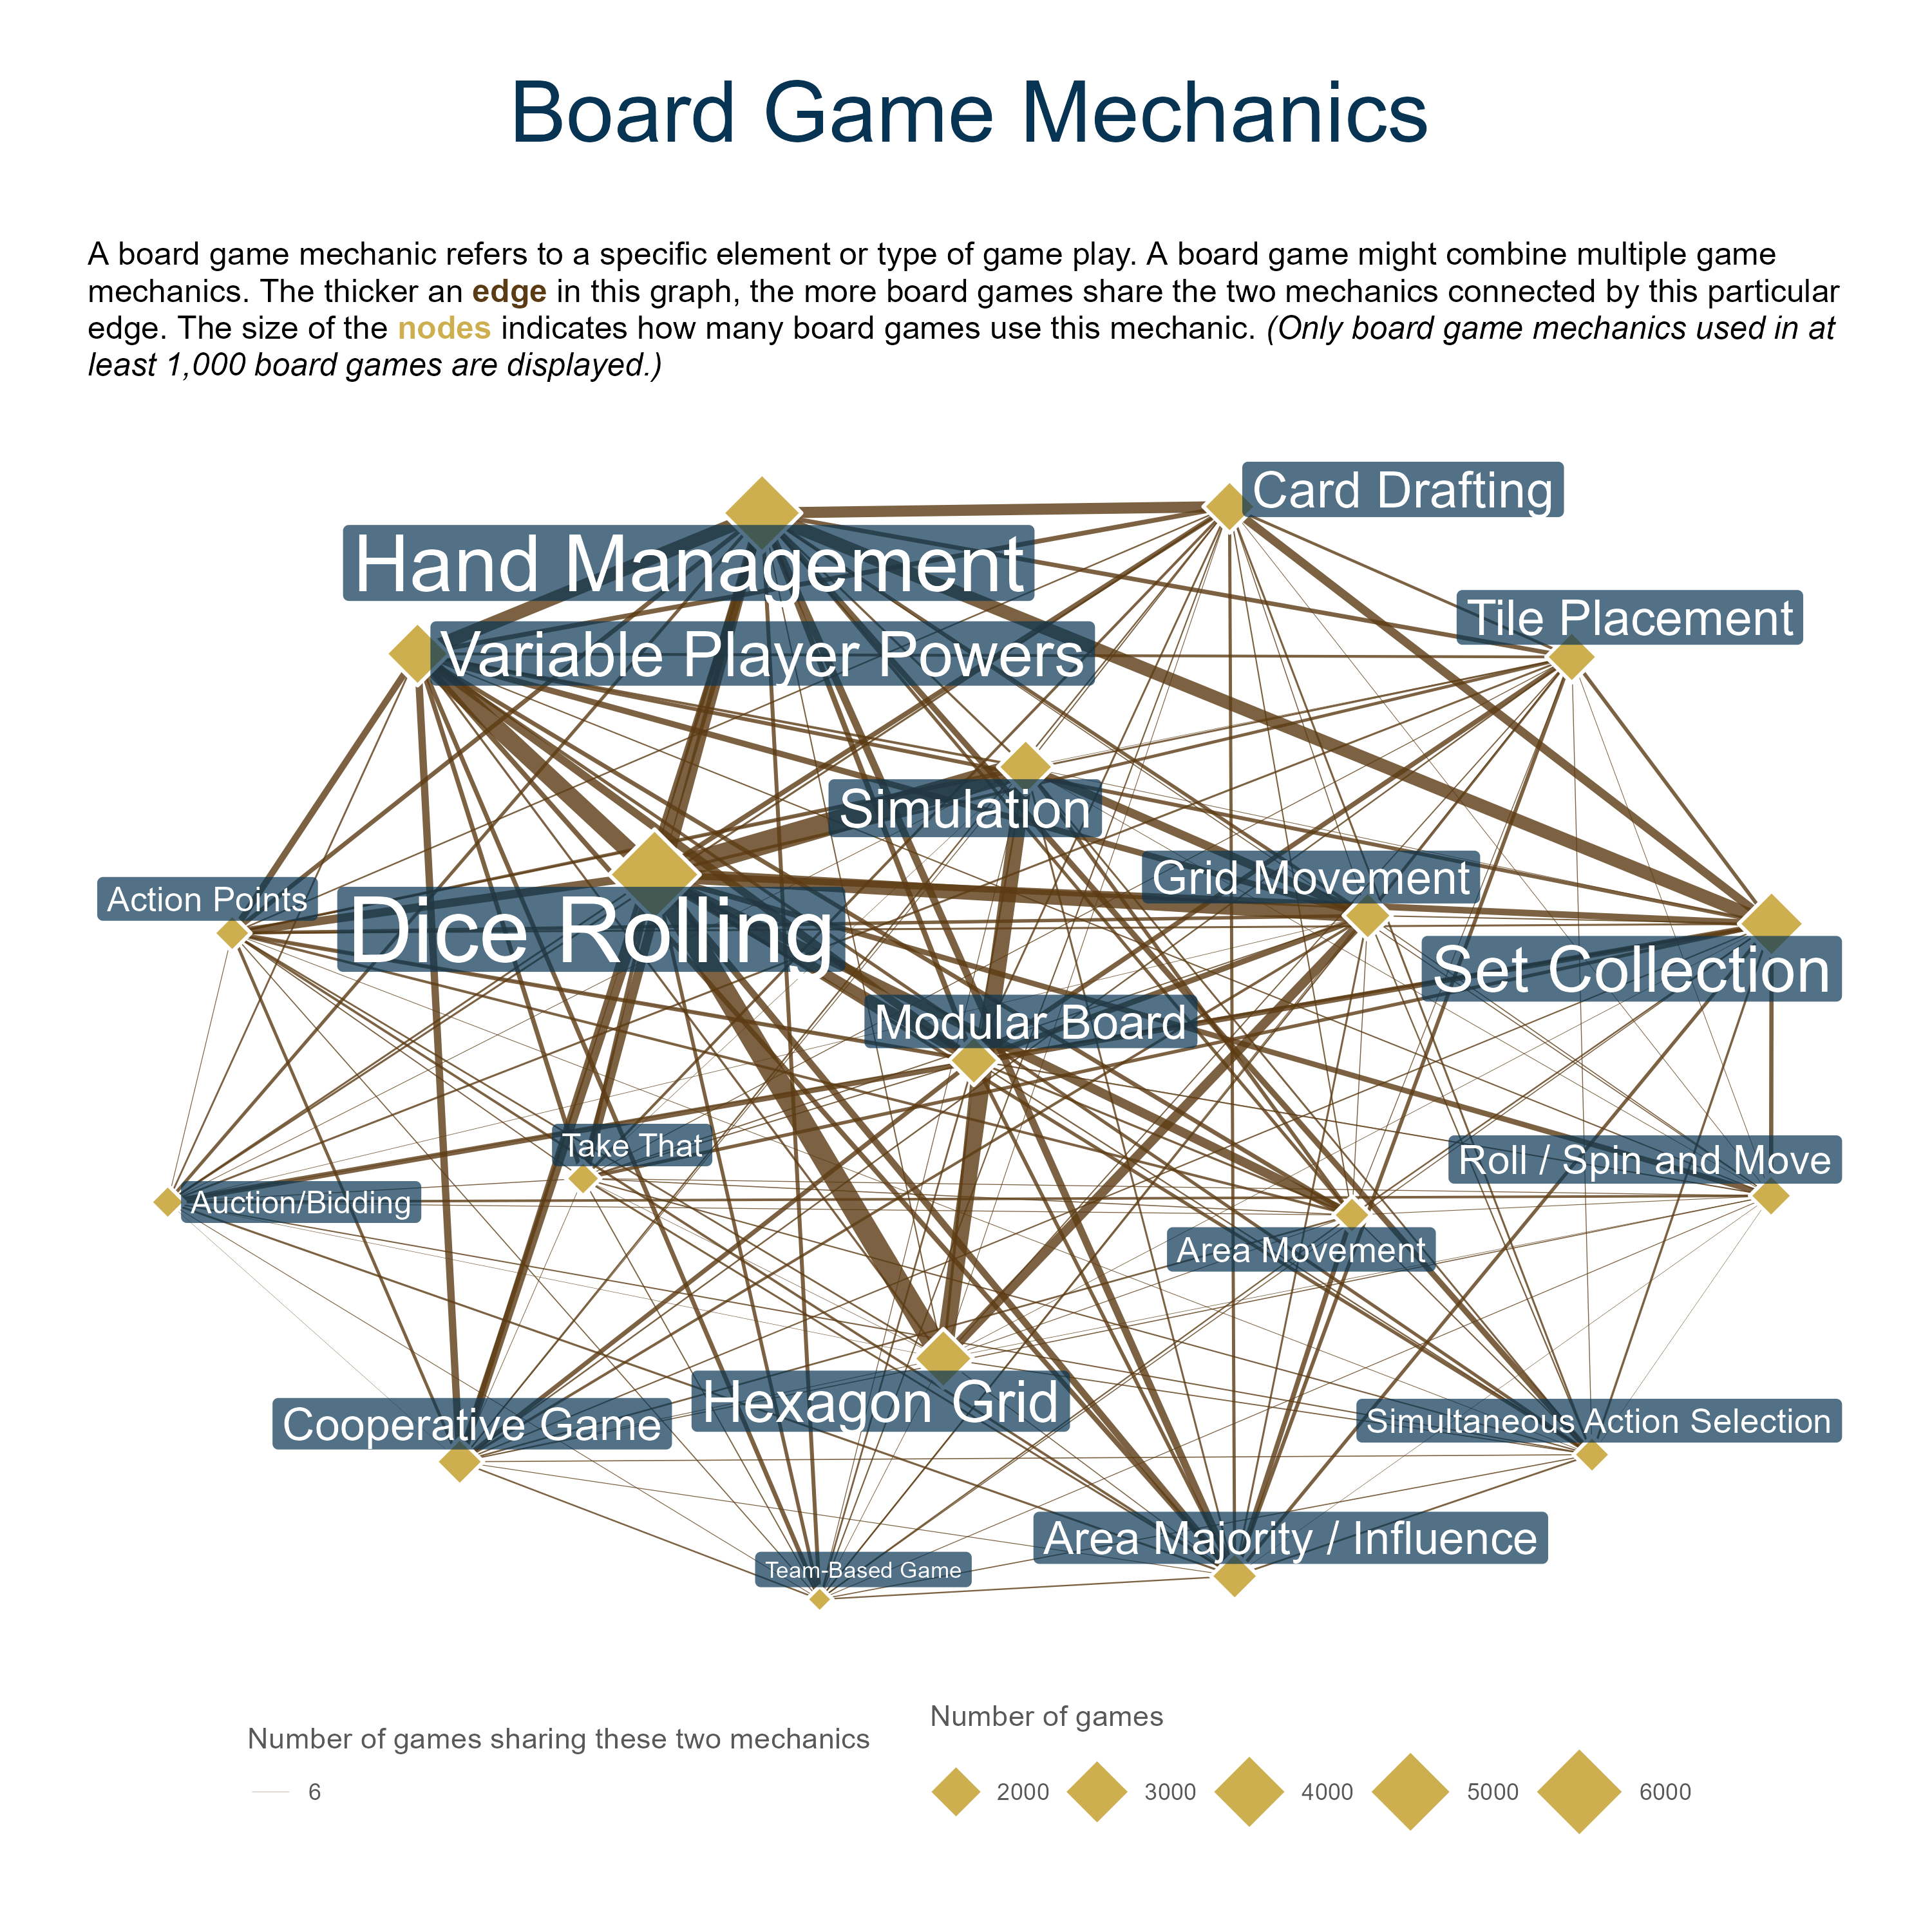 Board Game Mechanics
A board game mechanic refers to a specific element or type of game play. A board game might combine multiple game
mechanics. The thicker an edge in this graph, the more board games share the two mechanics connected by this particular
edge. The size of the nodes indicates how many board games use this mechanic. (Only board game mechanics used in at
least 1,000 board games are displayed.)
Card Drafting
Hand Management
Tile Placement
Variable Player Powers
Simulation
Grid Movement
Action Points
Dice Rolling
Set Collection
Modular Board
Take That
Roll / Spin and Move
Auction/Bidding
Area Movement
Hexagon Grid
Cooperative Game
Simultaneous Action Selection
Area Majority / Influence
Team-Based Game
Number of games sharing these two mechanics
6
Number of games
2000 3000 4000 5000 6000